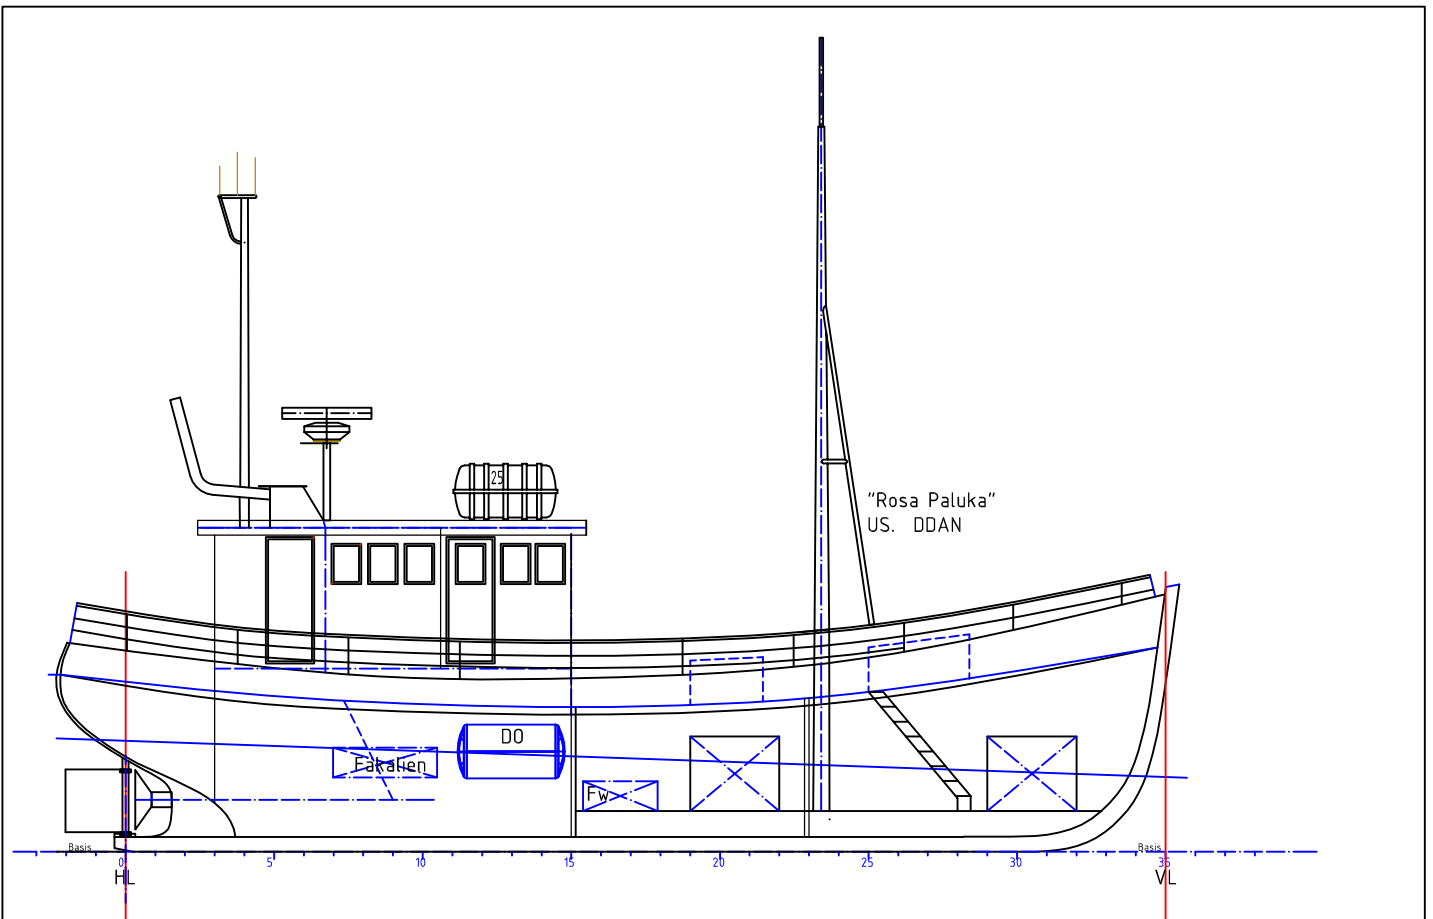 25
"Rosa Paluka"
US. DDAN
DO
Fäkalien
Fw
Basis
Basis
0 5 10 15 20 25 30 35
HL
VL